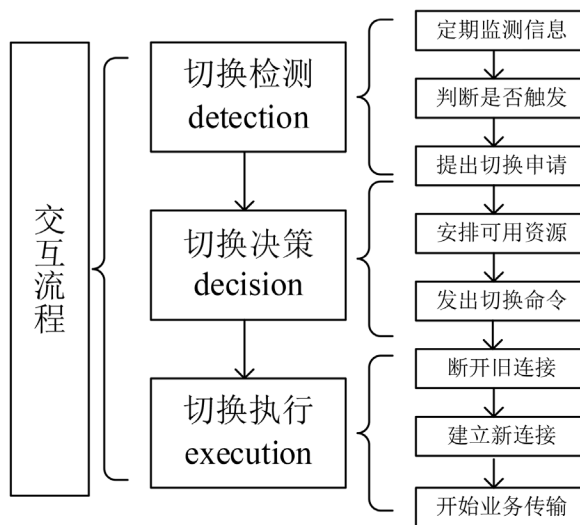 交互流程
切换检测
detection
切换决策
decision
切换执行
execution
定期监测信息
判断是否触发
提出切换申请
安排可用资源
发出切换命令
断开旧连接
建立新连接
开始业务传输